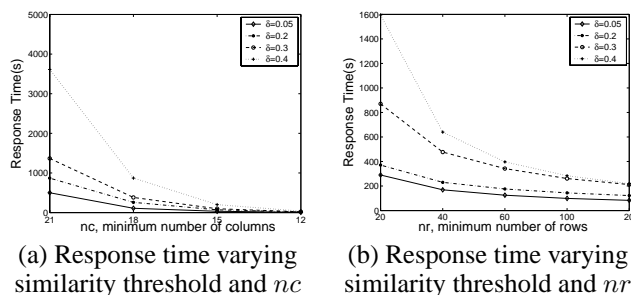 5000
4000
3000
2000
1000
0
Response Time(s)
δ=0.05
δ=0.2
δ=0.3
δ=0.4
21
18
15
12
nc, minimum number of columns
(a) Response time varying
similarity threshold and nc
1600
1400
1200
1000
800
600
400
200
0
Response Time(s)
δ=0.05
δ=0.2
δ=0.3
δ=0.4
20
40
60
100
20
nr, minimum number of rows
(b) Response time varying
similarity threshold and nr